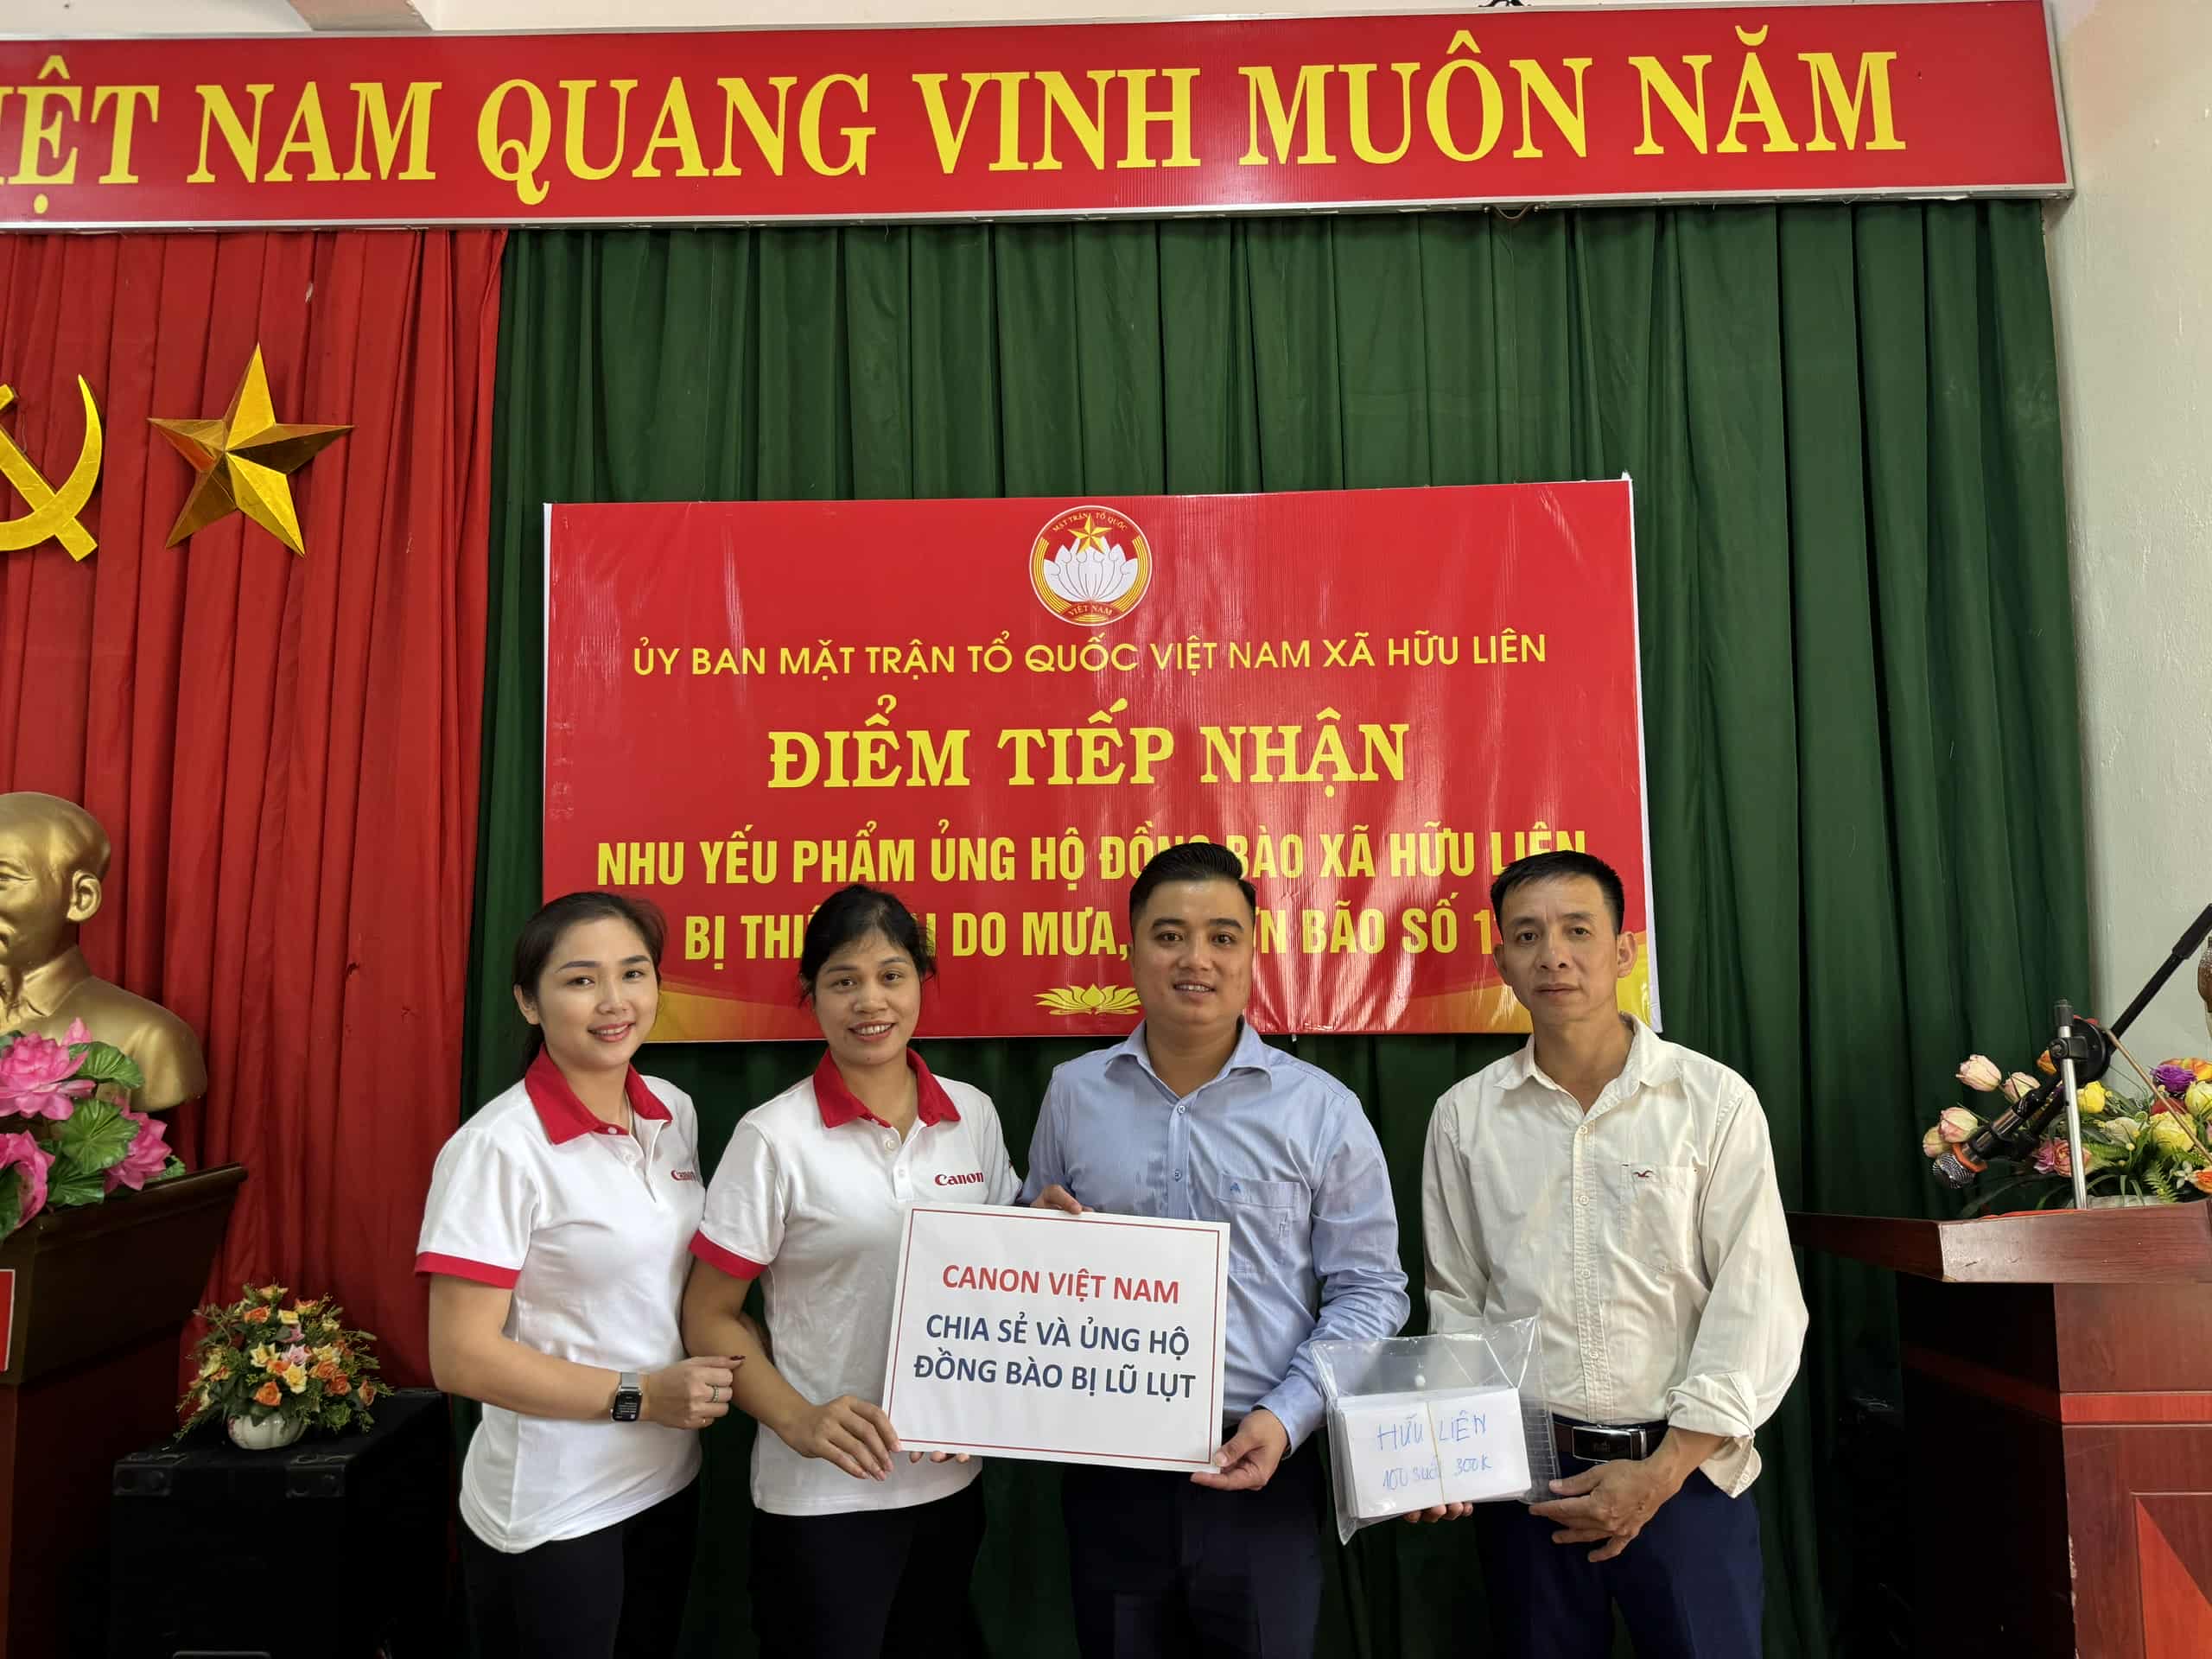 NAM QUANG VINH MUÔN NĂM
MẶT TRẬN TỔ QUỐC
VIỆT NAM
ỦY BAN MẶT TRẬN TỔ QUỐC VIỆT NAM XÃ HỮU LIÊN
ĐIỂM TIẾP NHẬN
NHU YẾU PHẨM ỦNG HỘ ĐỒNG BÀO XÃ HỮU LIÊN
BỊ DO MƯA, BÃO SỐ
Canon
Canon
CANON VIỆT NAM
CHIA SẺ VÀ ỦNG HỘ
ĐỒNG BÀO BỊ LŨ LỤT
HỮU LIÊN
100 suất 300K